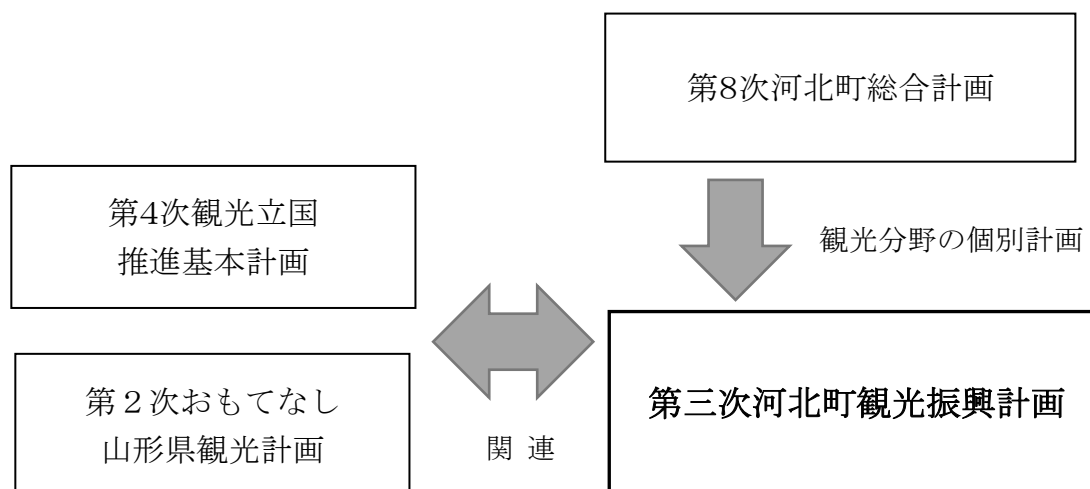 第8次河北町総合計画
第4次観光立国
推進基本計画
観光分野の個別計画
第２次おもてなし
山形県観光計画
関 連
第三次河北町観光振興計画